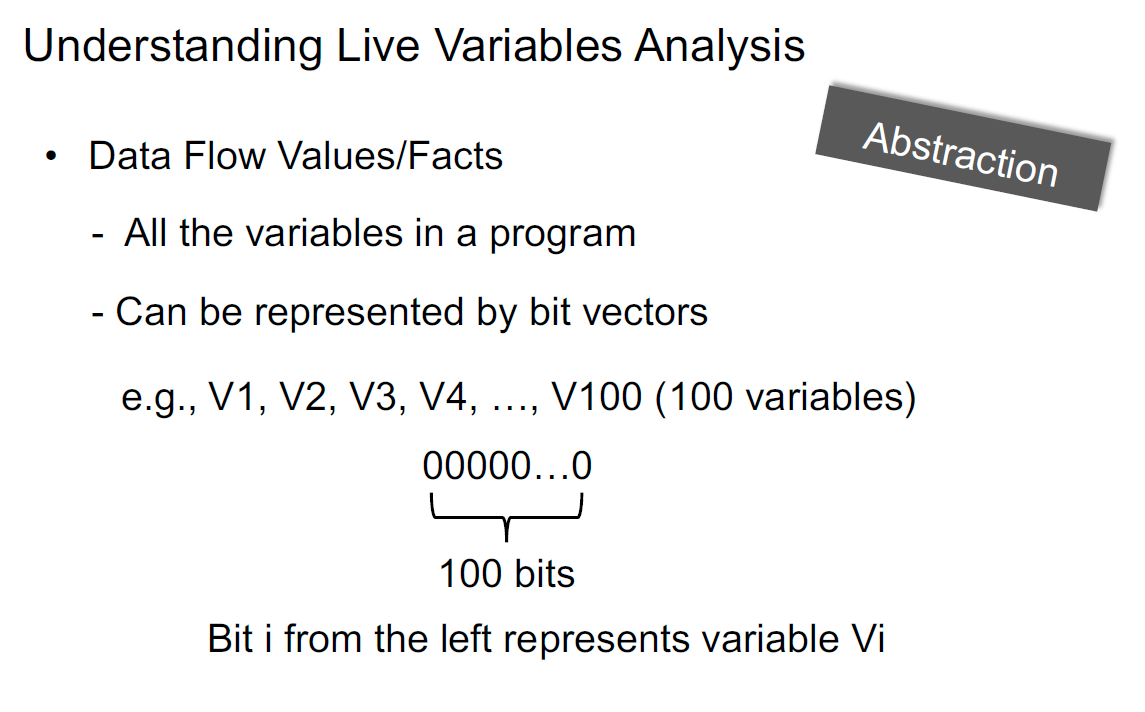 Understanding Live Variables Analysis
Abstraction
• Data Flow Values/Facts
- All the variables in a program
- Can be represented by bit vectors
e.g., V1, V2, V3, V4, …, V100 (100 variables)
00000…0
100 bits
Bit i from the left represents variable Vi